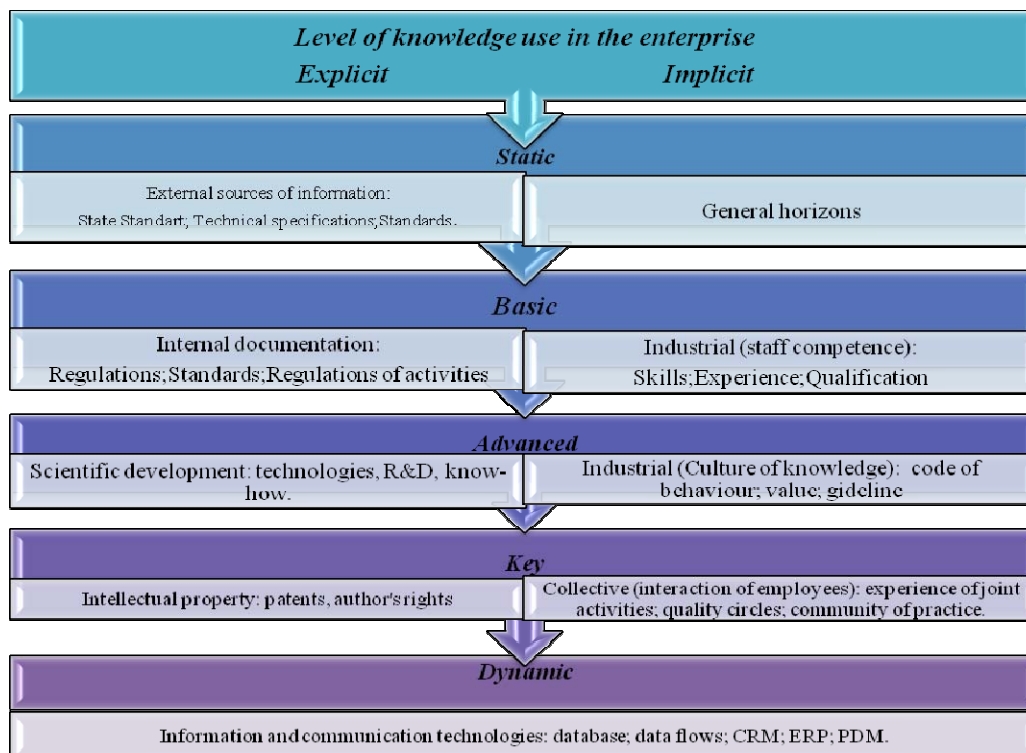 Level of knowledge use in the enterprise
Explicit Implicit
Static
External sources of information:
State Standart; Technical specifications;Standards.
General horizons
Basic
Internal documentation:
Regulations;Standards;Regulations of activities
Industrial (staff competence):
Skills;Experience;Qualification
Advanced
Scientific development: technologies, R&D, know-
how.
Industrial (Culture of knowledge): code of
behaviour; value; gideline
Key
Intellectual property: patents, author's rights
Collective (interaction of employees): experience of joint
activities; quality circles; community of practice.
Dynamic
Information and communication technologies: database; data flows; CRM; ERP; PDM.